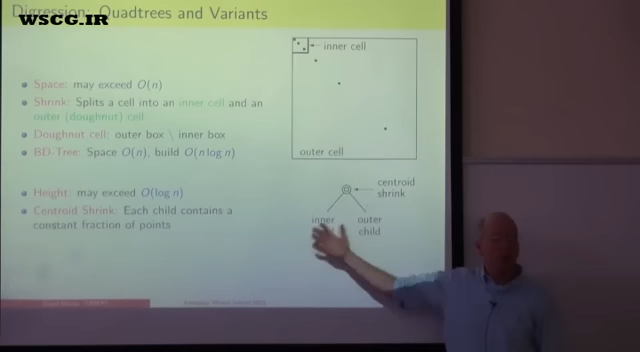 Digression: Quadtrees and Variants
WSCG.IR
Space: may exceed O(n)
Shrink: Splits a cell into an inner cell and an
outer (doughnut) cell
Doughnut cell: outer box \ inner box
BD-Tree: Space O(n), build O(n log n)
Height: may exceed O(log n)
Centroid Shrink: Each child contains a
constant fraction of points
inner cell
outer cell
centroid
shrink
inner
outer
child